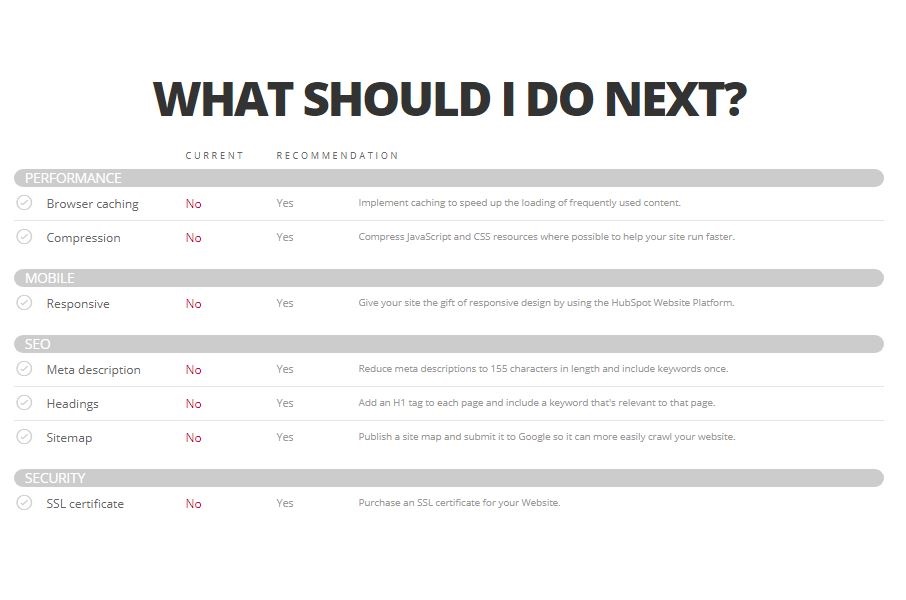 WHAT SHOULD I DO NEXT?
CURRENT RECOMMENDATION
PERFORMANCE
Browser caching No Yes Implement caching to speed up the loading of frequently used content.
Compression No Yes Compress JavaScript and CSS resources where possible to help your site run faster.
MOBILE
Responsive No Yes Give your site the gift of responsive design by using the HubSpot Website Platform.
SEO
Meta description No Yes Reduce meta descriptions to 155 characters in length and include keywords once.
Headings No Yes Add an H1 tag to each page and include a keyword that's relevant to that page.
Sitemap No Yes Publish a site map and submit it to Google so it can more easily crawl your website.
SECURITY
SSL certificate No Yes Purchase an SSL certificate for your Website.